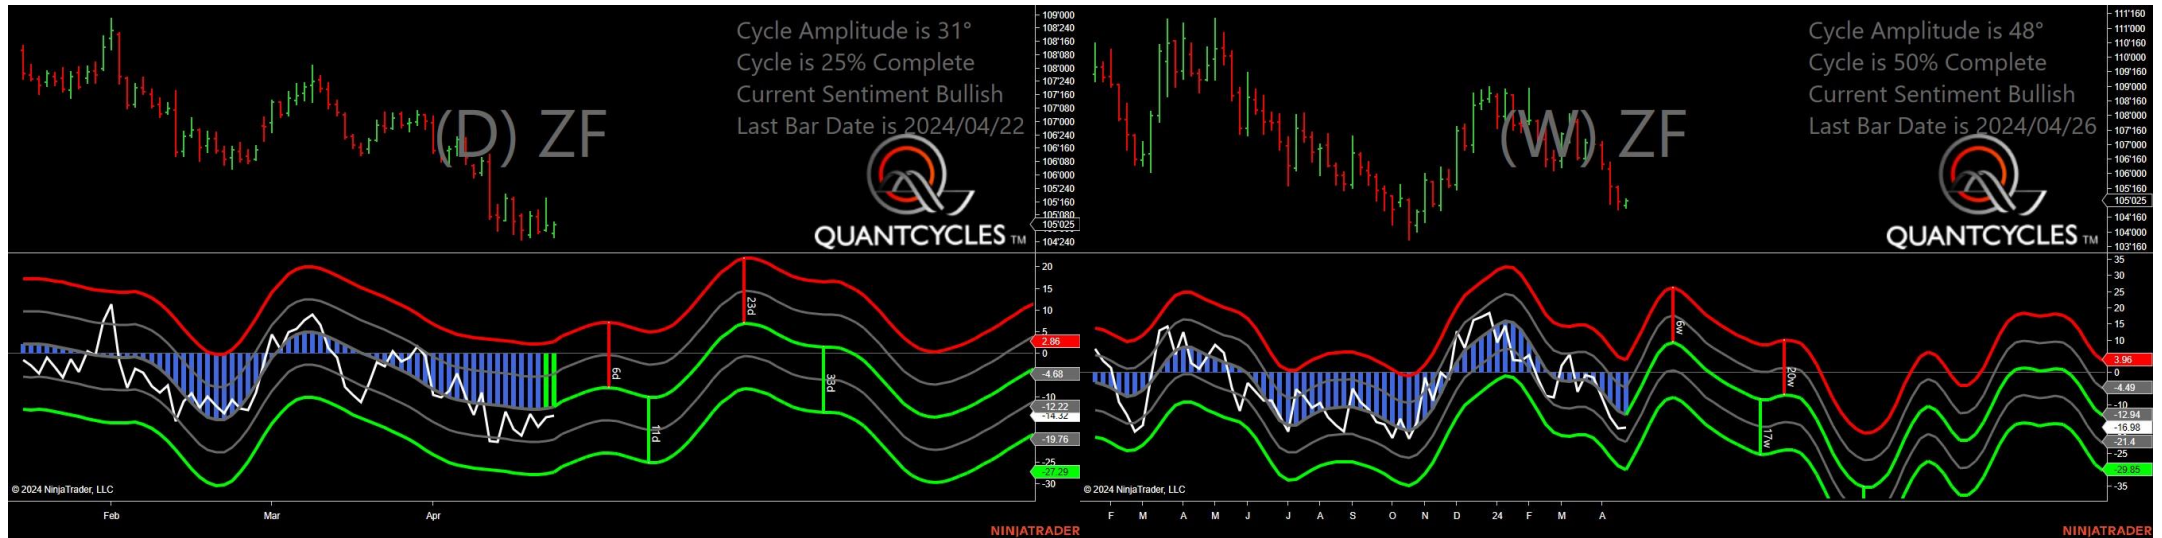 Cycle Amplitude is 31°
Cycle is 25% Complete
Current Sentiment Bullish
Last Bar Date is 2024/04/22
(D) ZF
QUANTCYCLES TM
109'000
108'240
108'160
108'080
108'000
107'240
107'160
107'080
107'000
106'240
106'160
106'080
106'000
105'240
105'160
105'080
105'025
104'240
20
15
10
5
2.86
0
-4.68
-10
-12.22
-14.32
-19.76
-25
-27.29
-30
23d
6d
33d
11d
© 2024 NinjaTrader, LLC
Feb Mar Apr
NINJATRADER
Cycle Amplitude is 48°
Cycle is 50% Complete
Current Sentiment Bullish
Last Bar Date is 2024/04/26
(W) ZF
QUANTCYCLES TM
111'160
111'000
110'160
110'000
109'160
109'000
108'160
108'000
107'160
107'000
106'160
106'000
105'160
105'025
104'160
104'000
103'160
35
30
25
20
15
10
3.96
0
-4.49
-10
-12.94
-16.98
-21.4
-25
-29.85
-35
6w
20w
17w
© 2024 NinjaTrader, LLC
F M A M J J A S O N D 24 F M A
NINJATRADER